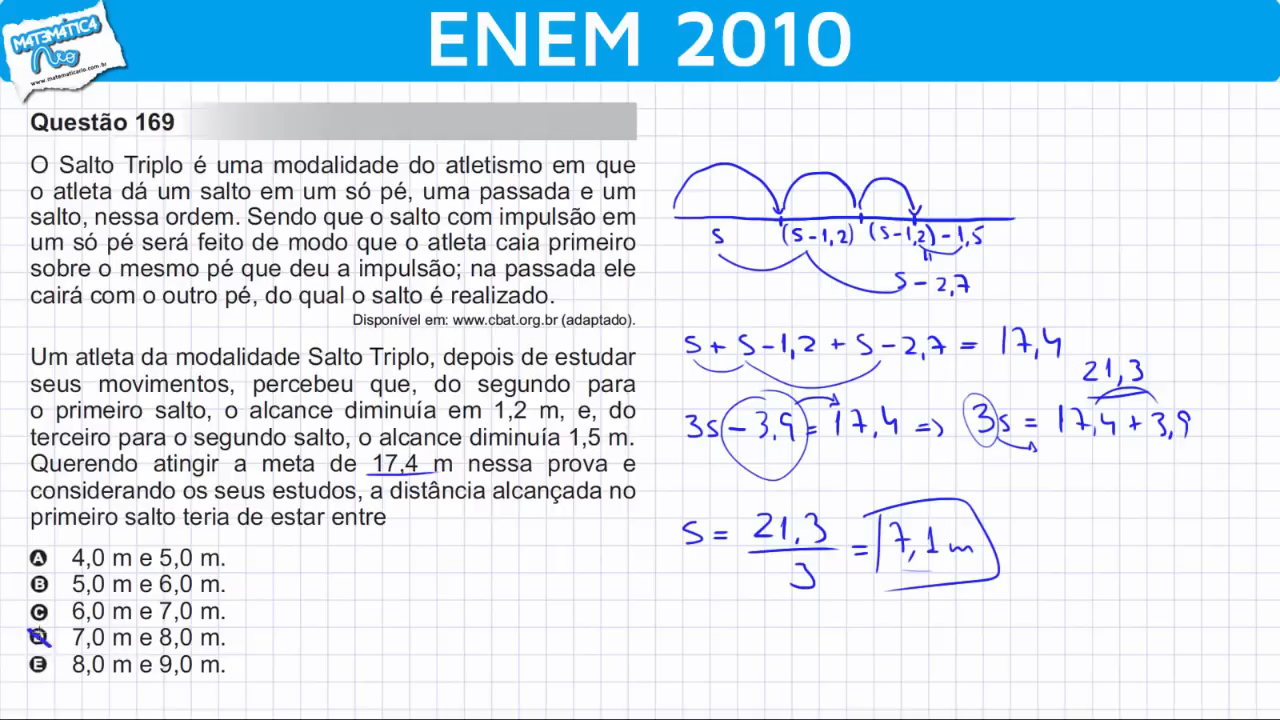 MATEMÁTICA
RIO
www.matematicario.com.br
ENEM 2010
Questão 169
O Salto Triplo é uma modalidade do atletismo em que
o atleta dá um salto em um só pé, uma passada e um
salto, nessa ordem. Sendo que o salto com impulsão em
um só pé será feito de modo que o atleta caia primeiro
sobre o mesmo pé que deu a impulsão; na passada ele
cairá com o outro pé, do qual o salto é realizado.
Disponível em: www.cbat.org.br (adaptado).
Um atleta da modalidade Salto Triplo, depois de estudar
seus movimentos, percebeu que, do segundo para
o primeiro salto, o alcance diminuía em 1,2 m, e, do
terceiro para o segundo salto, o alcance diminuía 1,5 m.
Querendo atingir a meta de 17,4 m nessa prova e
considerando os seus estudos, a distância alcançada no
primeiro salto teria de estar entre
A 4,0 m e 5,0 m.
B 5,0 m e 6,0 m.
C 6,0 m e 7,0 m.
D 7,0 m e 8,0 m.
E 8,0 m e 9,0 m.
s (s-1,2) (s-1,2)-1,5
=
s-2,7
s+s-1,2+s-2,7=17,4
21,3
3s-3,9=17,4 => 3s=17,4+3,9
s=21,3/3=7,1m